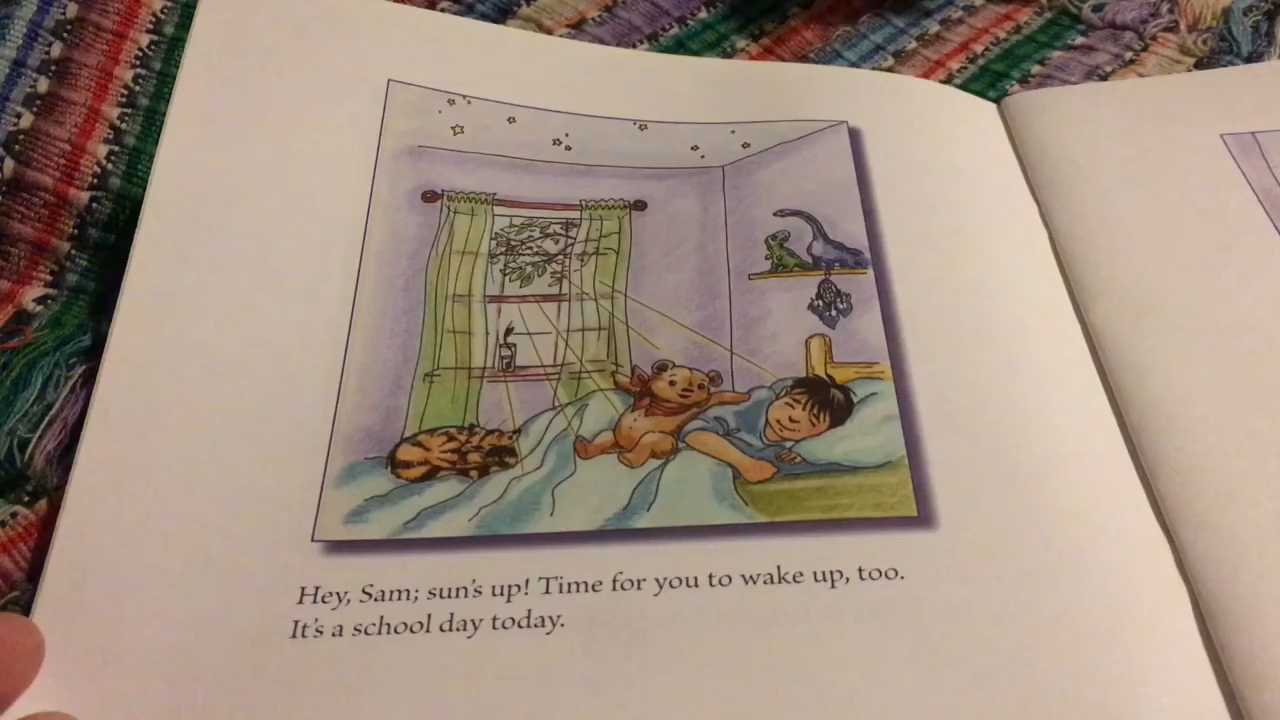 Hey, Sam; sun's up! Time for you to wake up, too.
It's a school day today.